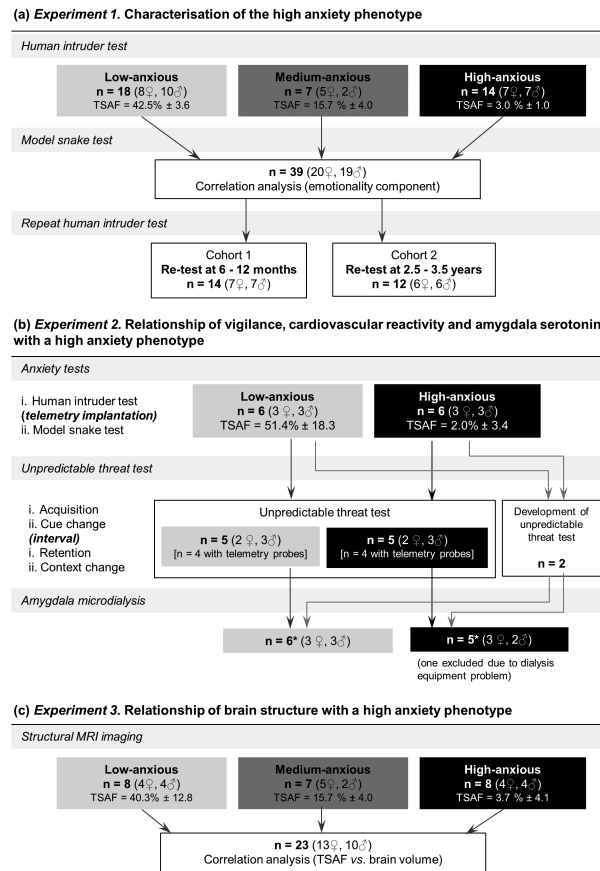 (a) Experiment 1. Characterisation of the high anxiety phenotype
Human intruder test
Low-anxious
n = 18 (8♀, 10♂)
TSAF = 42.5% ± 3.6
Medium-anxious
n = 7 (5♀, 2♂)
TSAF = 15.7 % ± 4.0
High-anxious
n = 14 (7♀, 7♂)
TSAF = 3.0 % ± 1.0
Model snake test
n = 39 (20♀, 19♂)
Correlation analysis (emotionality component)
Repeat human intruder test
Cohort 1
Re-test at 6 - 12 months
n = 14 (7♀, 7♂)
Cohort 2
Re-test at 2.5 - 3.5 years
n = 12 (6♀, 6♂)
(b) Experiment 2. Relationship of vigilance, cardiovascular reactivity and amygdala serotonin
with a high anxiety phenotype
Anxiety tests
i. Human intruder test
(telemetry implantation)
ii. Model snake test
Low-anxious
n = 6 (3 ♀, 3♂)
TSAF = 51.4% ± 18.3
High-anxious
n = 6 (3 ♀, 3♂)
TSAF = 2.0% ± 3.4
Unpredictable threat test
i. Acquisition
ii. Cue change
(interval)
i. Retention
ii. Context change
Unpredictable threat test
n = 5 (2 ♀, 3♂)
[n = 4 with telemetry probes]
n = 5 (2 ♀, 3♂)
[n = 4 with telemetry probes]
Development of
unpredictable
threat test
n = 2
Amygdala microdialysis
n = 6* (3 ♀, 3♂)
n = 5* (3 ♀, 2♂)
(one excluded due to dialysis
equipment problem)
(c) Experiment 3. Relationship of brain structure with a high anxiety phenotype
Structural MRI imaging
Low-anxious
n = 8 (4♀, 4♂)
TSAF = 40.3% ± 12.8
Medium-anxious
n = 7 (5♀, 2♂)
TSAF = 15.7 % ± 4.0
High-anxious
n = 8 (4♀, 4♂)
TSAF = 3.7 % ± 4.1
n = 23 (13♀, 10♂)
Correlation analysis (TSAF vs. brain volume)